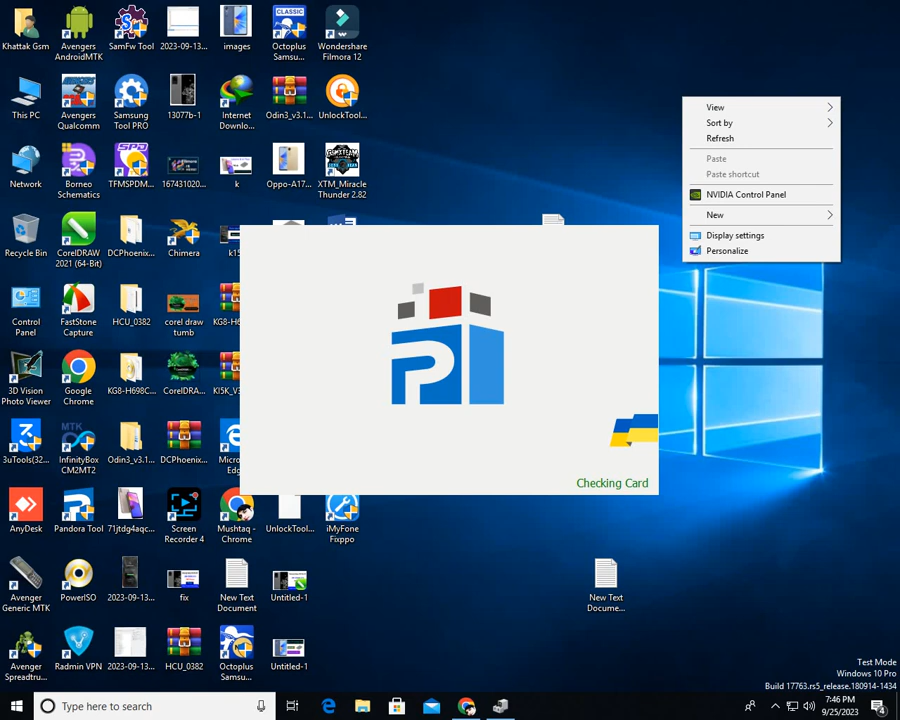 Khattak Gsm
Avengers
AndroidMTK
SamFw Tool
2023-09-13...
images
Octoplus
Samsu...
Wondershare
Filmora 12
This PC
Avengers
Qualcomm
Samsung
Tool PRO
13077b-1
Internet
Downlo...
Odin3_v3.1...
UnlockTool...
Network
Borneo
Schematics
TFMSPDM...
167431020...
k
Oppo-A17...
XTM_Miracle
Thunder 2.82
Recycle Bin
CorelDRAW
2021 (64-Bit)
DCPhoenix...
Chimera
Control
Panel
FastStone
Capture
HCU_0382
corel draw
tumb
3D Vision
Photo Viewer
Google
Chrome
KG9-H698C...
CorelDRA...
3uTools(32...
InfinityBox
CM2MT2
Odin3_v3.1...
DCPhoenix...
AnyDesk
Pandora Tool
71jtdg4aqc...
Screen
Recorder 4
Mushtaq -
Chrome
UnlockTool...
iMyFone
Fixppo
Avenger
Generic MTK
PowerISO
2023-09-13...
fix
New Text
Document
Untitled-1
Avenger
Spreadtru...
Radmin VPN
2023-09-13...
HCU_0382
Octoplus
Samsu...
Untitled-1
Checking Card
View
Sort by
Refresh
Paste
Paste shortcut
NVIDIA Control Panel
New
Display settings
Personalize
New Text
Docume...
Test Mode
Windows 10 Pro
Build 17763.rs5_release.180914-1434
Type here to search
7:46 PM
9/25/2023
4